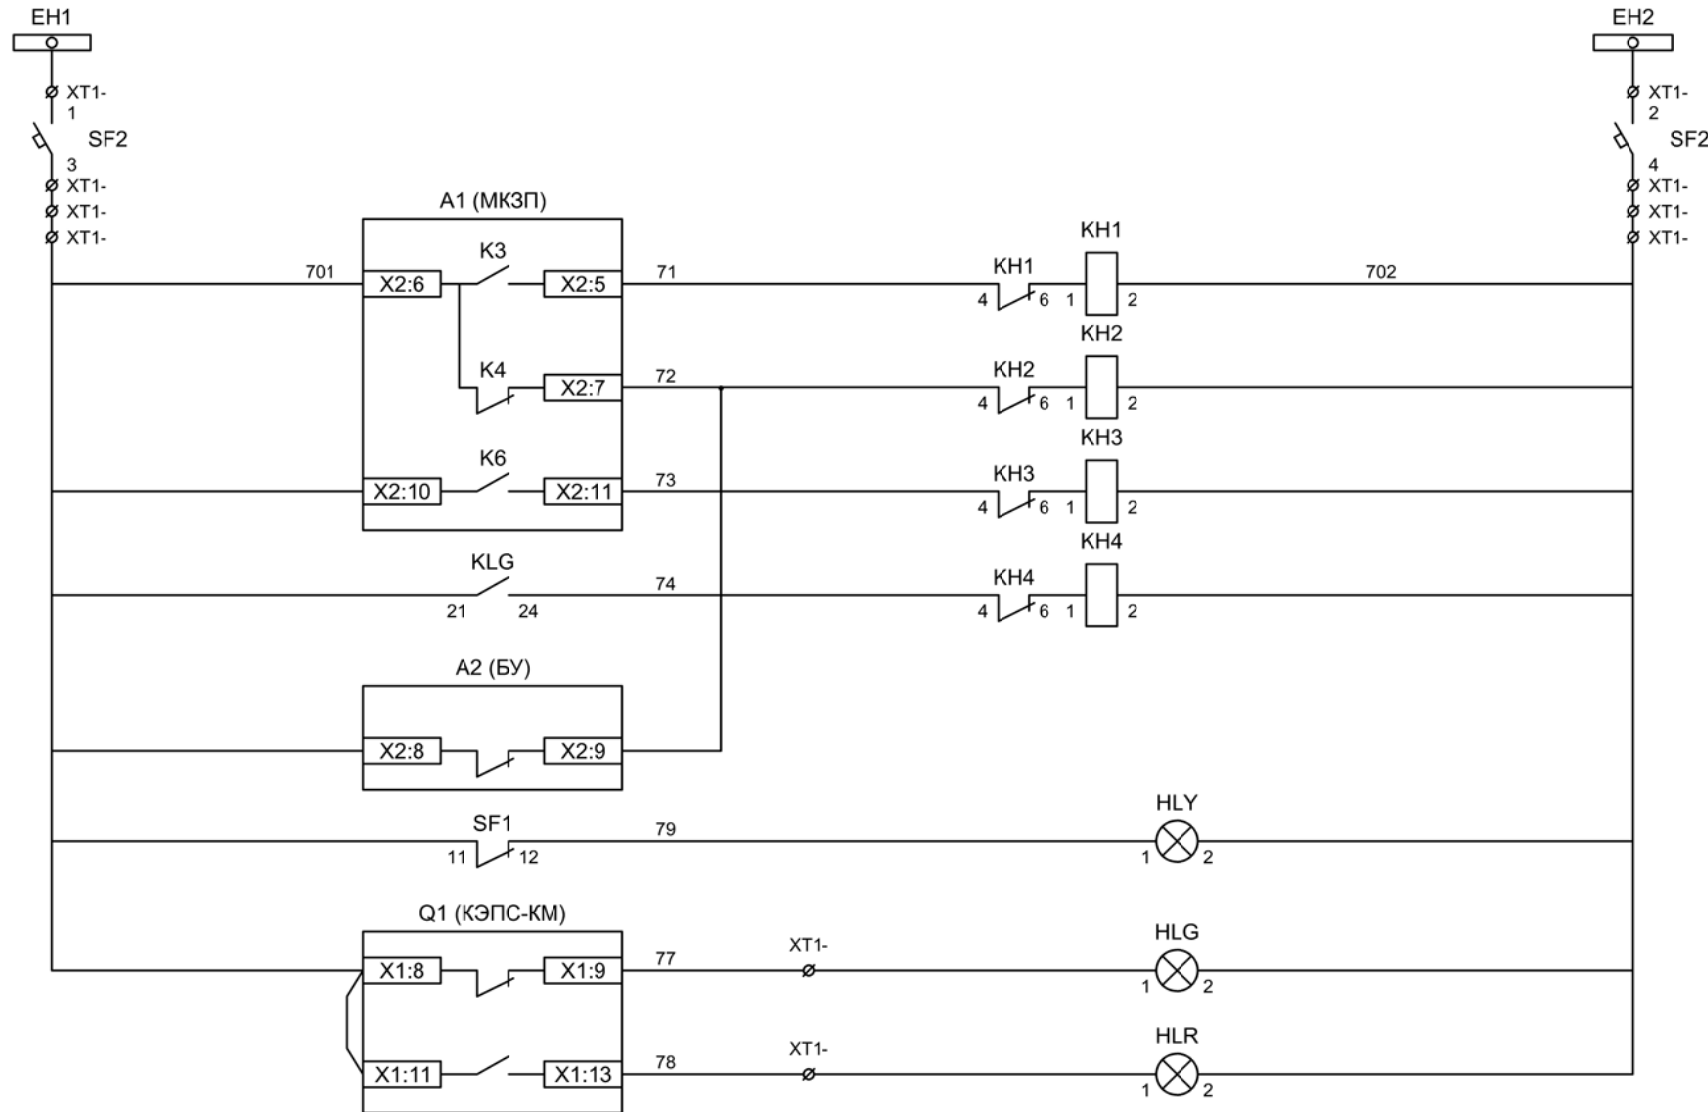 EH1
EH2
XT1-
XT1-
1
2
SF2
SF2
3
4
XT1-
XT1-
XT1-
XT1-
XT1-
XT1-
A1 (МКЗП)
701
X2:6
K3
X2:5
71
KH1
4
6
KH1
1
2
702
K4
X2:7
72
KH2
4
6
KH2
1
2
X2:10
K6
X2:11
73
KH3
4
6
KH3
1
2
KLG
21
24
74
KH4
4
6
KH4
1
2
A2 (БУ)
X2:8
X2:9
SF1
11
12
79
HLY
1
2
Q1 (КЭПС-КМ)
X1:8
X1:9
77
XT1-
HLG
1
2
X1:11
X1:13
78
XT1-
HLR
1
2